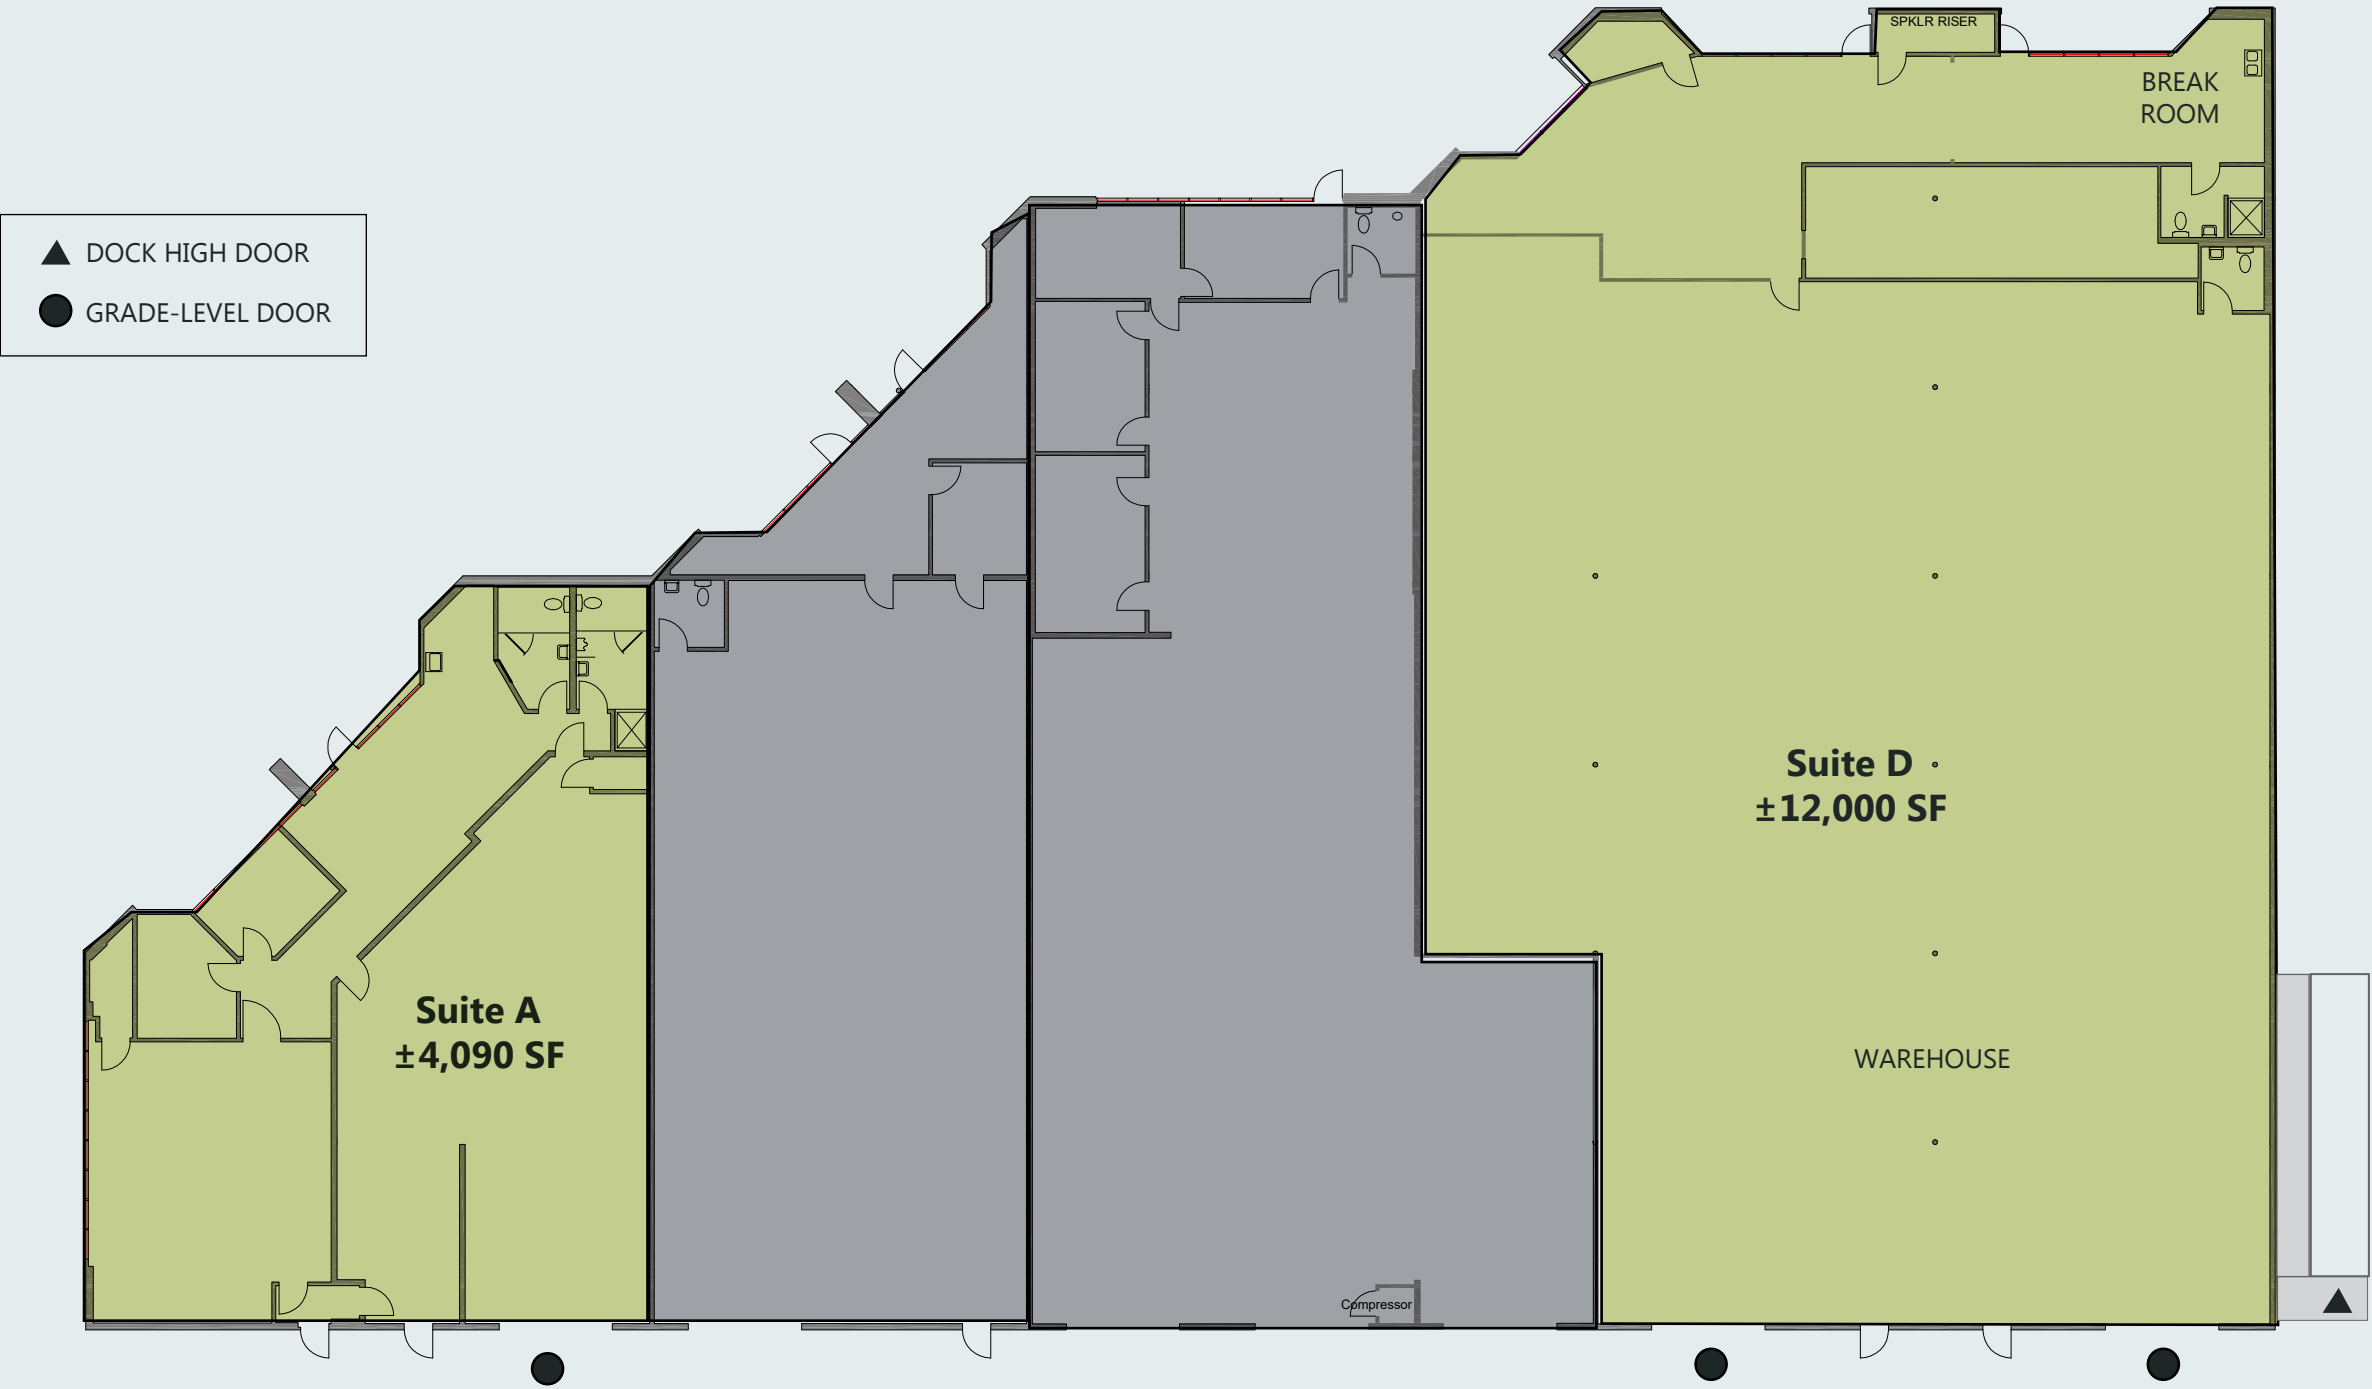 SPKLR RISER
BREAK
ROOM
DOCK HIGH DOOR
GRADE-LEVEL DOOR
Suite D
±12,000 SF
Suite A
±4,090 SF
WAREHOUSE
Compressor